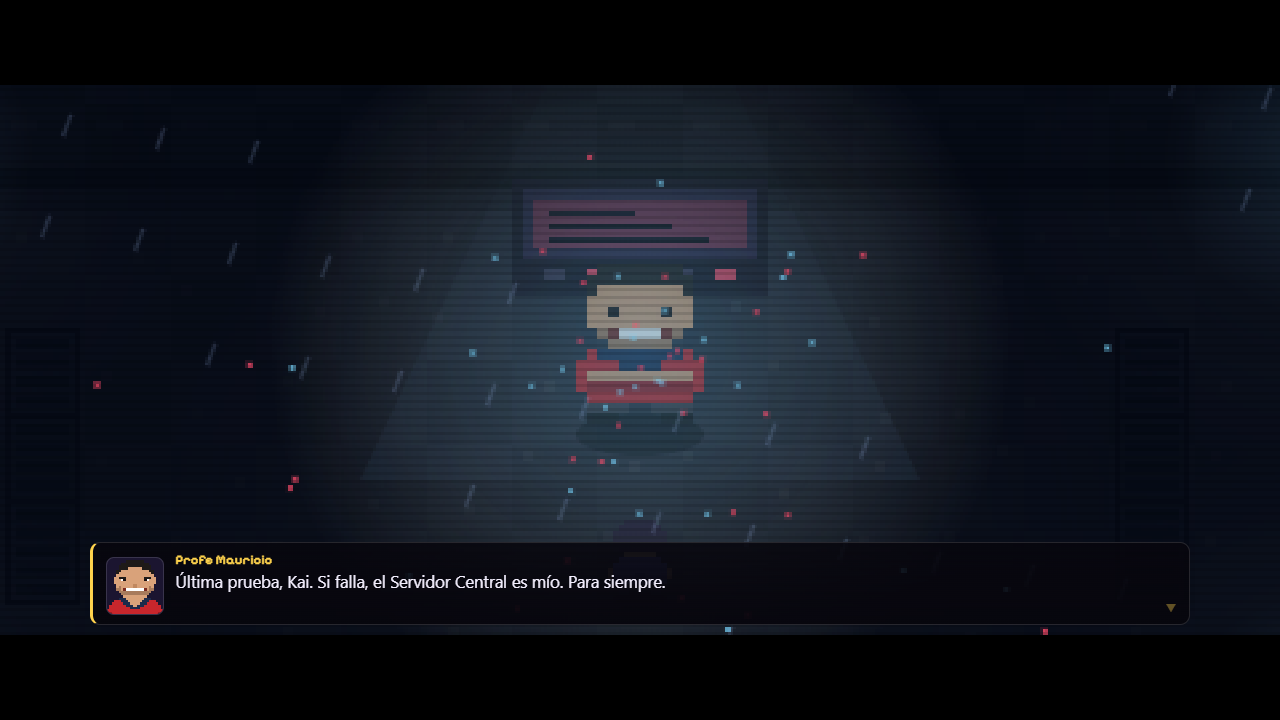 Profe Mauricio
Última prueba, Kai. Si falla, el Servidor Central es mío. Para siempre.